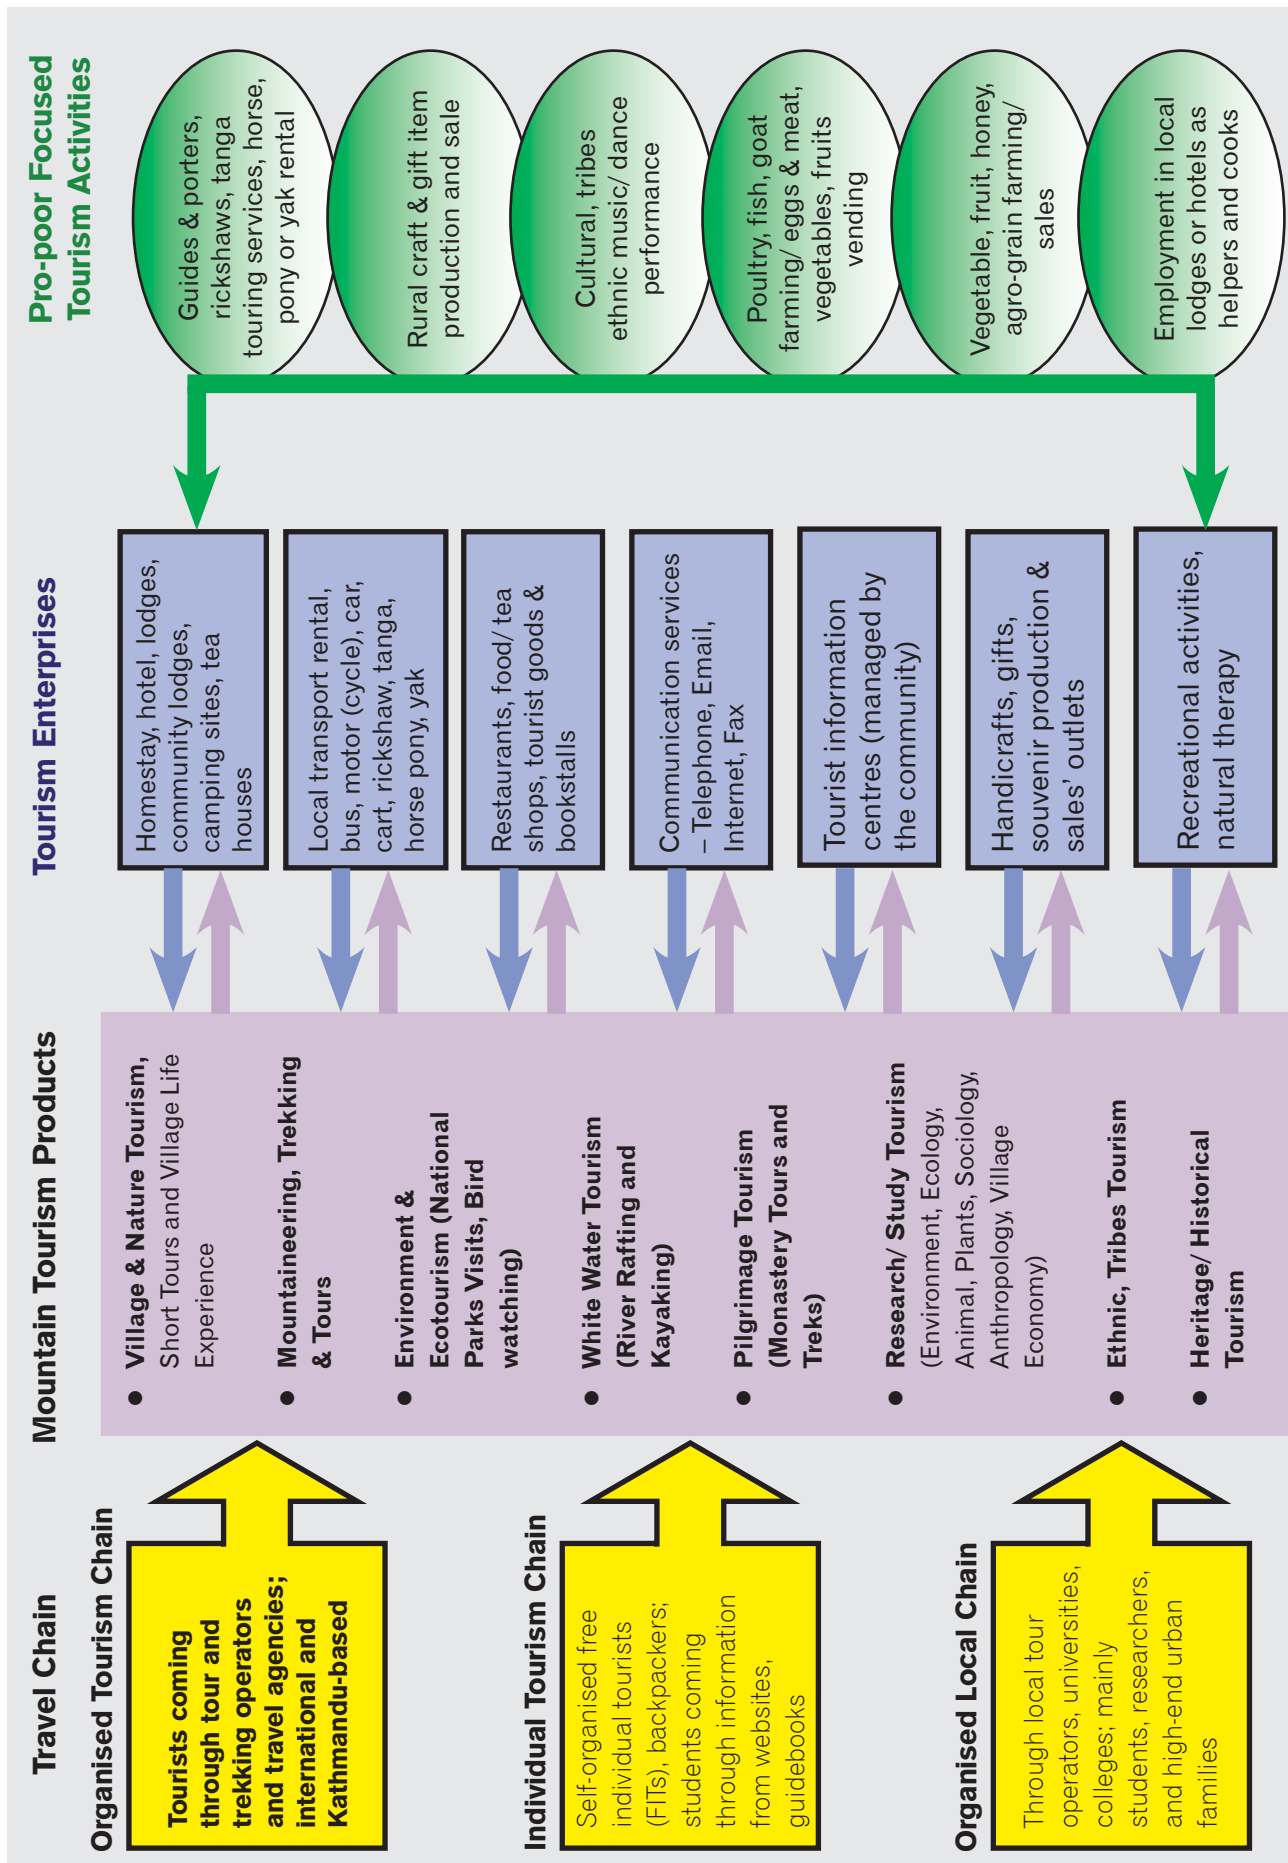 Travel Chain
Organised Tourism Chain
Tourists coming
through tour and
trekking operators
and travel agencies;
international and
Kathmandu-based
Individual Tourism Chain
Self-organised free
individual tourists
(FITs), backpackers;
students coming
through information
from websites,
guidebooks
Organised Local Chain
Through local tour
operators, universities,
colleges; mainly
students, researchers,
and high-end urban
families
Mountain Tourism Products
● Village & Nature Tourism,
Short Tours and Village Life
Experience
● Mountaineering, Trekking
& Tours
● Environment &
Ecotourism (National
Parks Visits, Bird
watching)
● White Water Tourism
(River Rafting and
Kayaking)
● Pilgrimage Tourism
(Monastery Tours and
Treks)
● Research/ Study Tourism
(Environment, Ecology,
Animal, Plants, Sociology,
Anthropology, Village
Economy)
● Ethnic, Tribes Tourism
● Heritage/ Historical
Tourism
Tourism Enterprises
Homestay, hotel, lodges,
community lodges,
camping sites, tea
houses
Local transport rental,
bus, motor (cycle), car,
cart, rickshaw, tanga,
horse pony, yak
Restaurants, food/ tea
shops, tourist goods &
bookstalls
Communication services
– Telephone, Email,
Internet, Fax
Tourist information
centres (managed by
the community)
Handicrafts, gifts,
souvenir production &
sales' outlets
Recreational activities,
natural therapy
Pro-poor Focused
Tourism Activities
Guides & porters,
rickshaws, tanga
touring services, horse,
pony or yak rental
Rural craft & gift item
production and sale
Cultural, tribes
ethnic music/ dance
performance
Poultry, fish, goat
farming/ eggs & meat,
vegetables, fruits
vending
Vegetable, fruit, honey,
agro-grain farming/
sales
Employment in local
lodges or hotels as
helpers and cooks